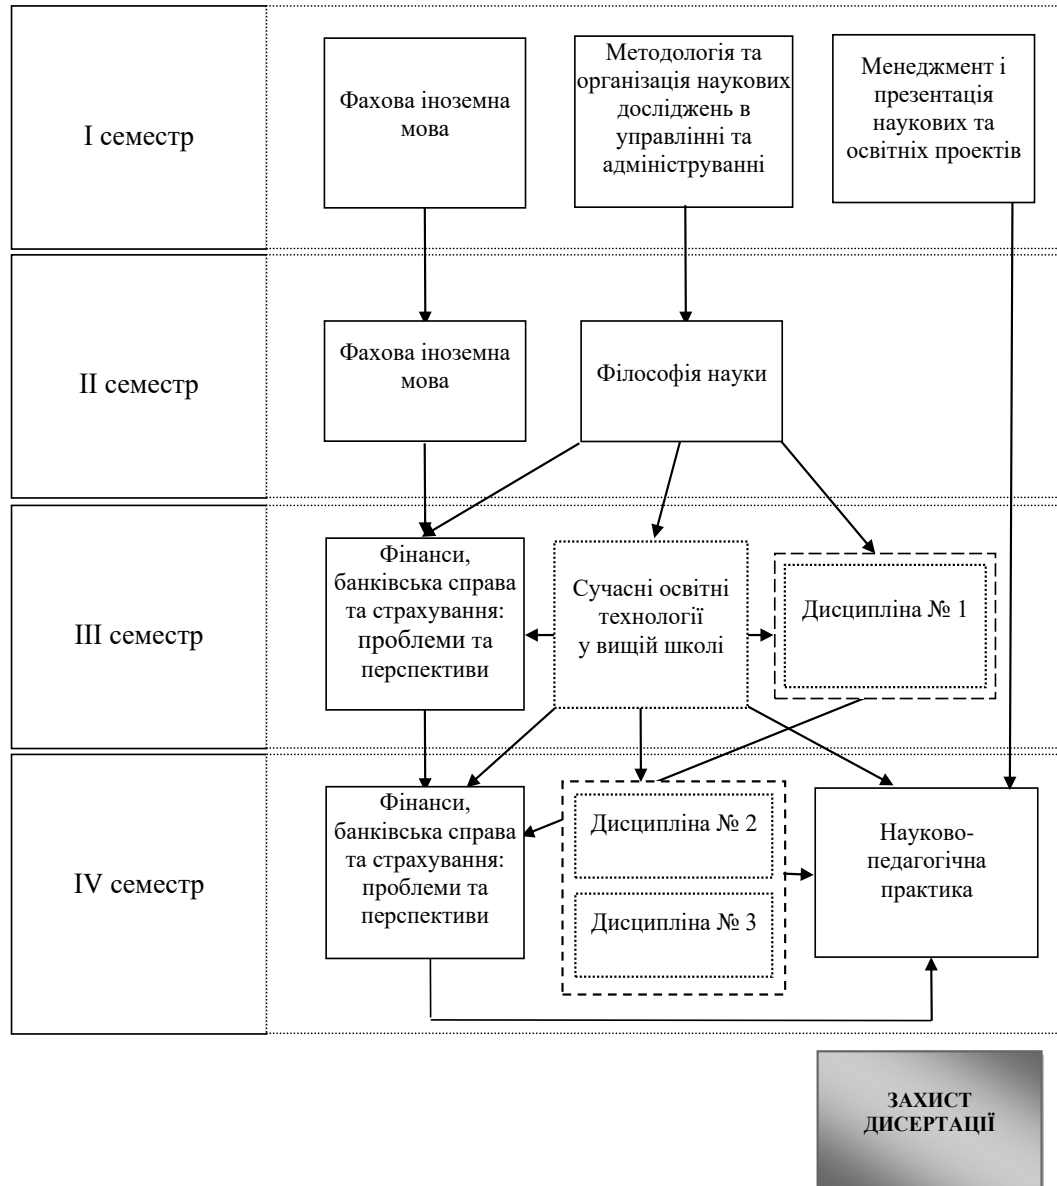 І семестр
Фахова іноземна
мова
Методологія та
організація наукових
досліджень в
управлінні та
адмініструванні
Менеджмент і
презентація
наукових та
освітніх проектів
ІІ семестр
Фахова іноземна
мова
Філософія науки
ІІІ семестр
Фінанси,
банківська справа
та страхування:
проблеми та
перспективи
Сучасні освітні
технології
у вищій школі
Дисципліна № 1
IV семестр
Фінанси,
банківська справа
та страхування:
проблеми та
перспективи
Дисципліна № 2
Дисципліна № 3
Науково-
педагогічна
практика
ЗАХИСТ
ДИСЕРТАЦІЇ